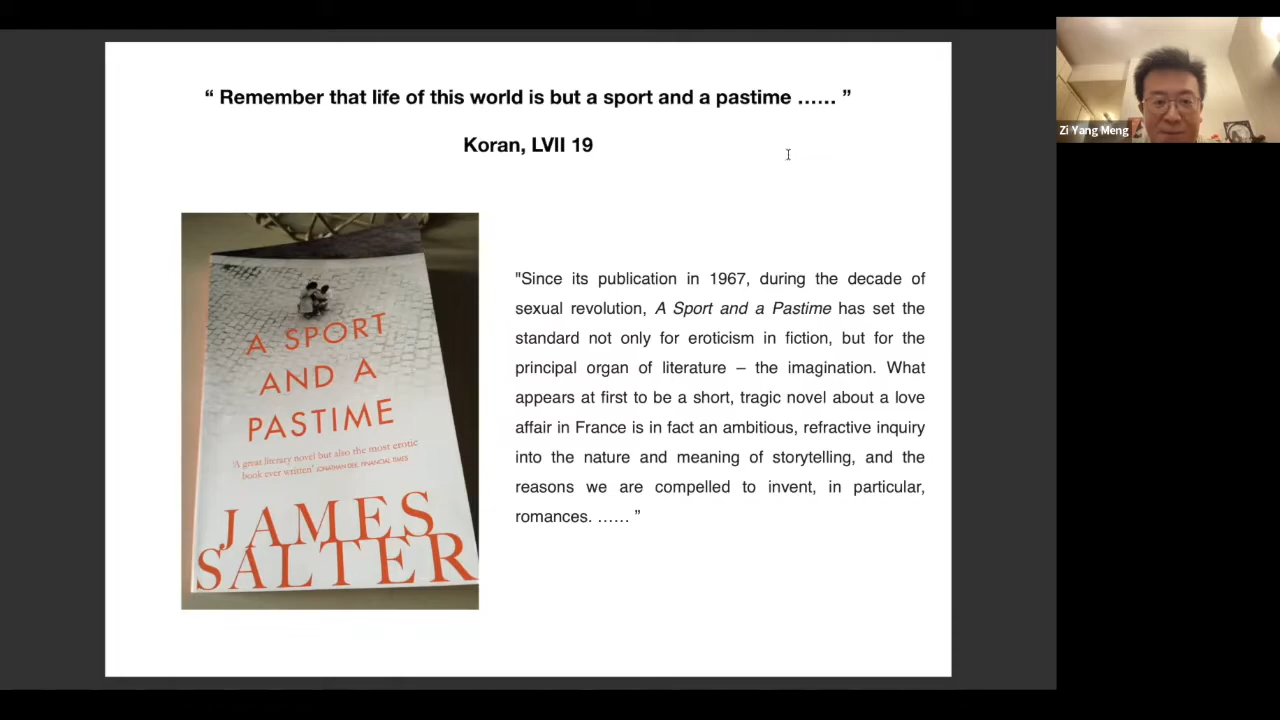 “ Remember that life of this world is but a sport and a pastime …… ”
Koran, LVII 19
Zi Yang Meng
A SPORT
AND A
PASTIME
'A great literary novel but also the most erotic
book ever written' JONATHAN DEE, FINANCIAL TIMES
JAMES
SALTER
"Since its publication in 1967, during the decade of
sexual revolution, A Sport and a Pastime has set the
standard not only for eroticism in fiction, but for the
principal organ of literature – the imagination. What
appears at first to be a short, tragic novel about a love
affair in France is in fact an ambitious, refractive inquiry
into the nature and meaning of storytelling, and the
reasons we are compelled to invent, in particular,
romances. …… ”